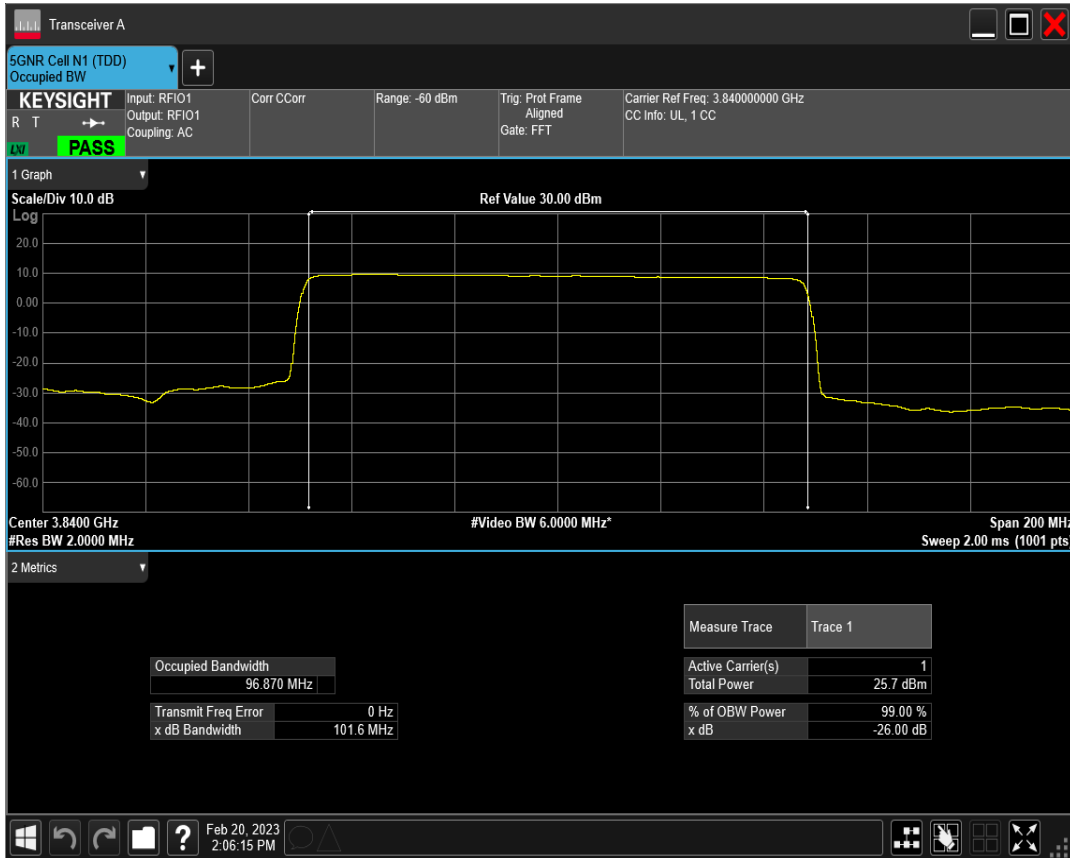 Transceiver A
5GNR Cell N1 (TDD)
Occupied BW
+
KEYSIGHT
R T
LXI
PASS
Input: RFIO1
Output: RFIO1
Coupling: AC
Corr CCorr
Range: -60 dBm
Trig: Prot Frame
Aligned
Gate: FFT
Carrier Ref Freq: 3.840000000 GHz
CC Info: UL, 1 CC
1 Graph
Scale/Div 10.0 dB
Ref Value 30.00 dBm
Log
20.0
10.0
0.00
-10.0
-20.0
-30.0
-40.0
-50.0
-60.0
Center 3.8400 GHz
#Video BW 6.0000 MHz*
Span 200 MHz
#Res BW 2.0000 MHz
Sweep 2.00 ms (1001 pts)
2 Metrics
Measure Trace Trace 1
Occupied Bandwidth
96.870 MHz
Active Carrier(s) 1
Total Power 25.7 dBm
Transmit Freq Error 0 Hz
x dB Bandwidth 101.6 MHz
% of OBW Power 99.00 %
x dB -26.00 dB
?
Feb 20, 2023
2:06:15 PM